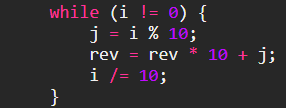 while (i != 0) {
j = i % 10;
rev = rev * 10 + j;
i /= 10;
}